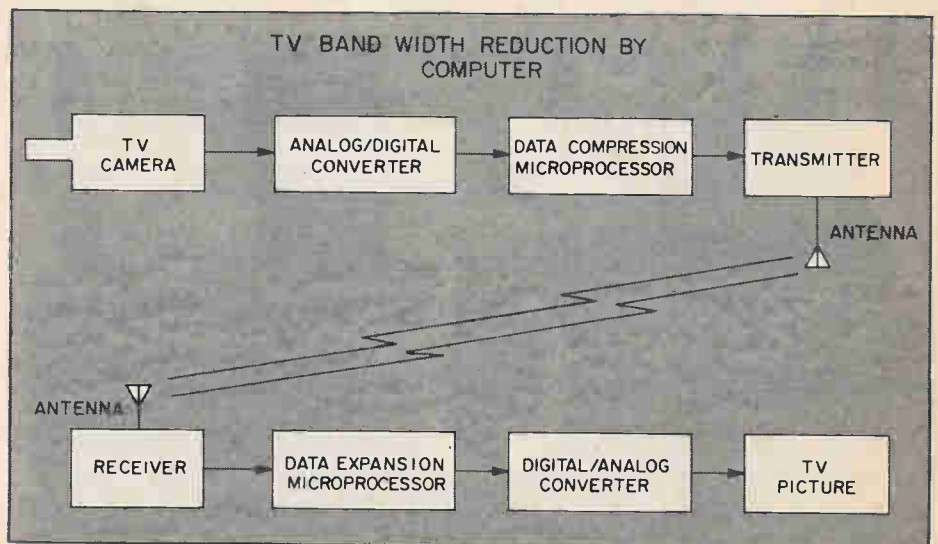 TV BAND WIDTH REDUCTION BY
COMPUTER
TV
CAMERA
ANALOG/DIGITAL
CONVERTER
DATA COMPRESSION
MICROPROCESSOR
TRANSMITTER
ANTENNA
ANTENNA
RECEIVER
DATA EXPANSION
MICROPROCESSOR
DIGITAL/ANALOG
CONVERTER
TV
PICTURE